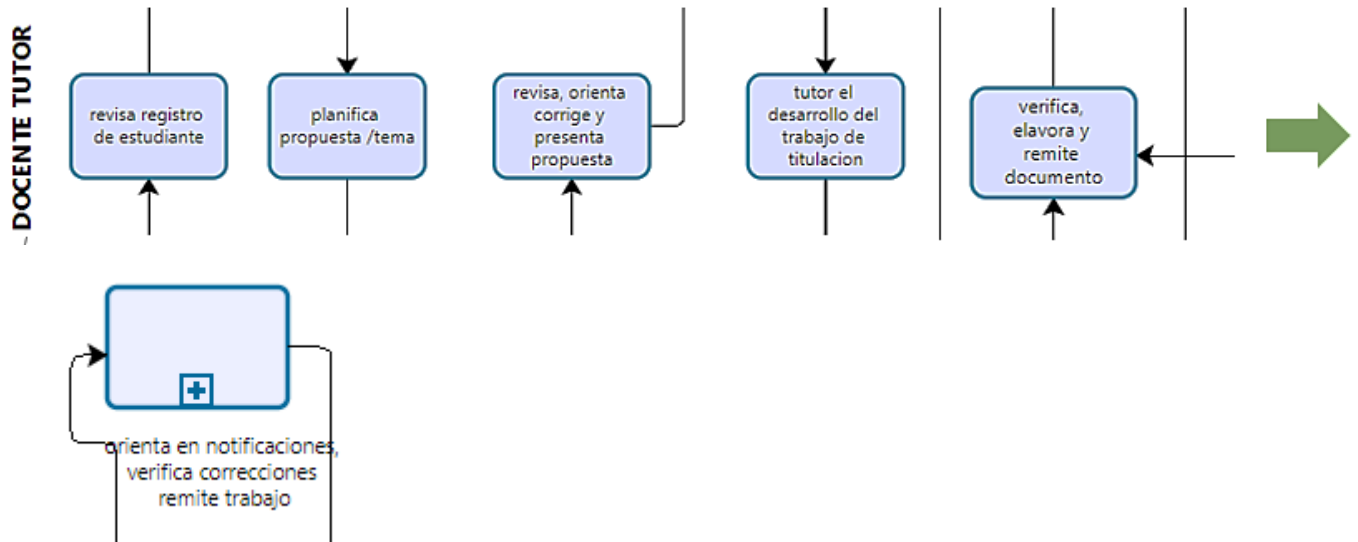 DOCENTE TUTOR
revisa registro
de estudiante
planifica
propuesta /tema
revisa, orienta
corrige y
presenta
propuesta
tutor el
desarrollo del
trabajo de
titulacion
verifica,
elavora y
remite
documento
orienta en notificaciones,
verifica correcciones
remite trabajo